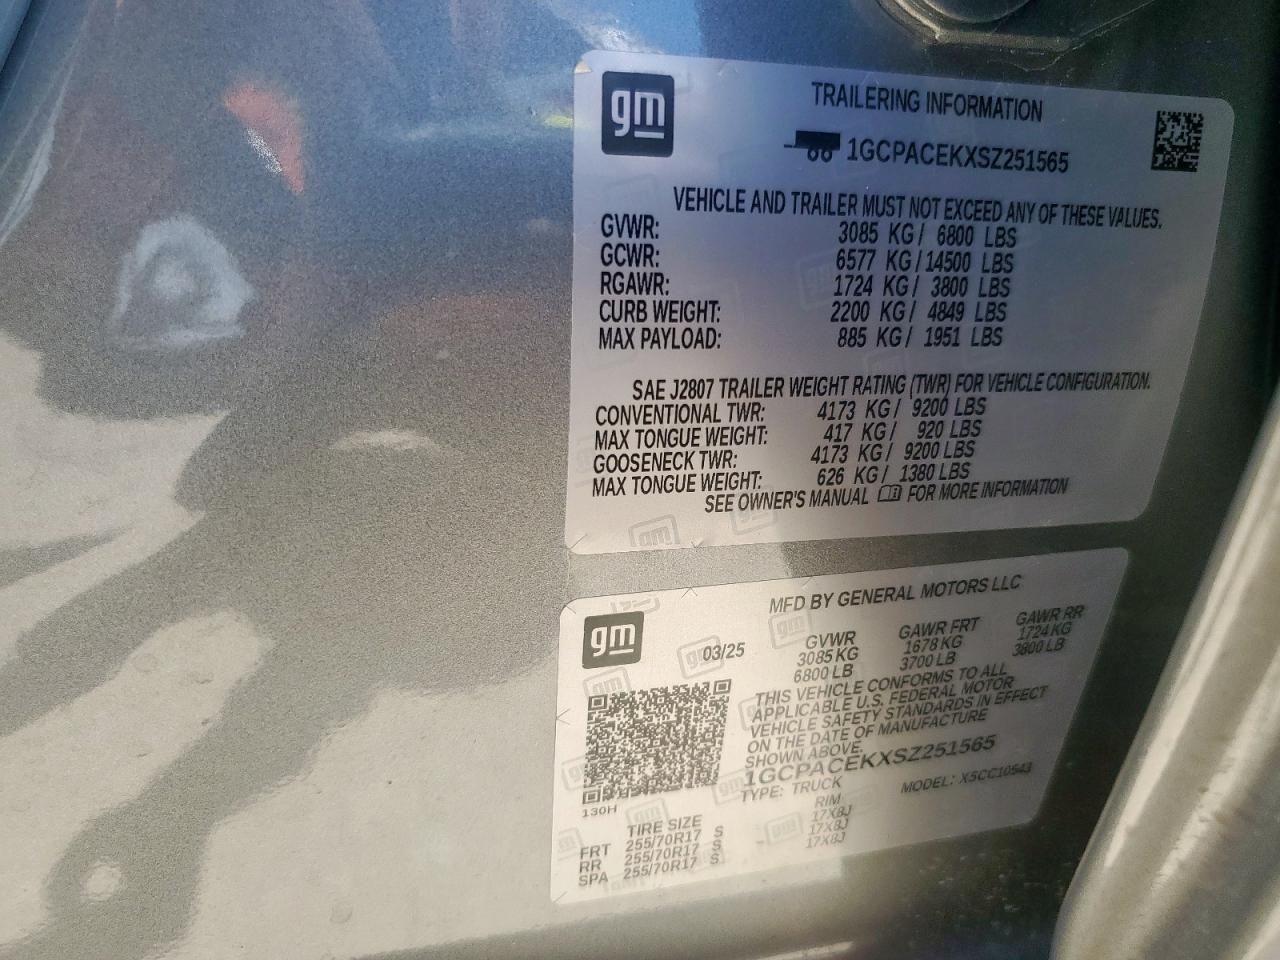 gm
TRAILERING INFORMATION
1GCPACEKXSZ251565
VEHICLE AND TRAILER MUST NOT EXCEED ANY OF THESE VALUES.
GVWR: 3085 KG / 6800 LBS
GCWR: 6577 KG / 14500 LBS
RGAWR: 1724 KG / 3800 LBS
CURB WEIGHT: 2200 KG / 4849 LBS
MAX PAYLOAD: 885 KG / 1951 LBS
SAE J2807 TRAILER WEIGHT RATING (TWR) FOR VEHICLE CONFIGURATION.
CONVENTIONAL TWR: 4173 KG / 9200 LBS
MAX TONGUE WEIGHT: 417 KG / 920 LBS
GOOSENECK TWR: 4173 KG / 9200 LBS
MAX TONGUE WEIGHT: 626 KG / 1380 LBS
SEE OWNER'S MANUAL FOR MORE INFORMATION
gm
MFD BY GENERAL MOTORS LLC
03/25 GVWR GAWR FRT GAWR RR
3085 KG 1678 KG 1724 KG
6800 LB 3700 LB 3800 LB
THIS VEHICLE CONFORMS TO ALL
APPLICABLE U.S. FEDERAL MOTOR
VEHICLE SAFETY STANDARDS IN EFFECT
ON THE DATE OF MANUFACTURE
SHOWN ABOVE.
1GCPACEKXSZ251565
TYPE: TRUCK MODEL: XSCC10543
130H
TIRE SIZE RIM
FRT 255/70R17 S 17X8J
RR 255/70R17 S 17X8J
SPA 255/70R17 S 17X8J